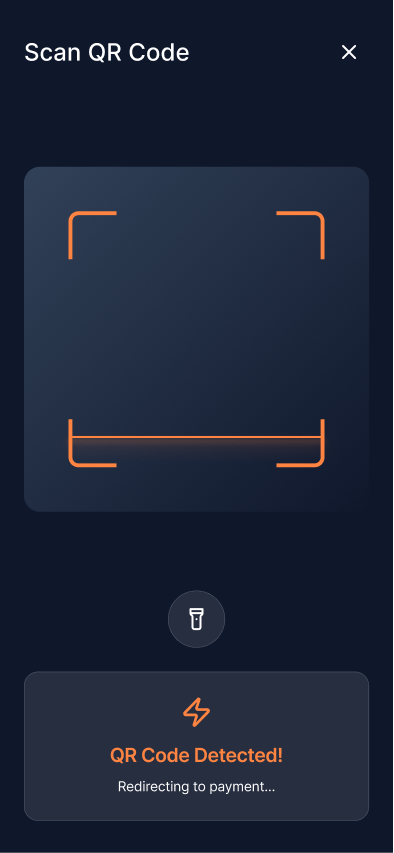 Scan QR Code
QR Code Detected!
Redirecting to payment...